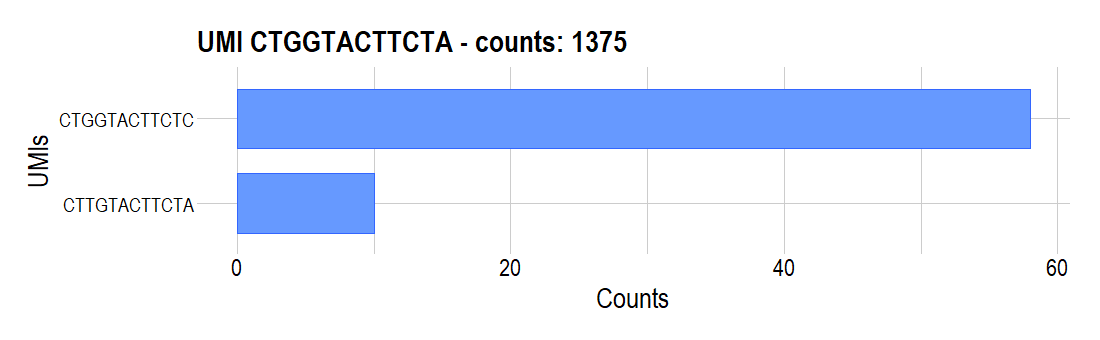 UMI CTGGTACTTCTA - counts: 1375
UMIs
CTGGTACTTCTC
CTTGTACTTCTA
0 20 40 60
Counts